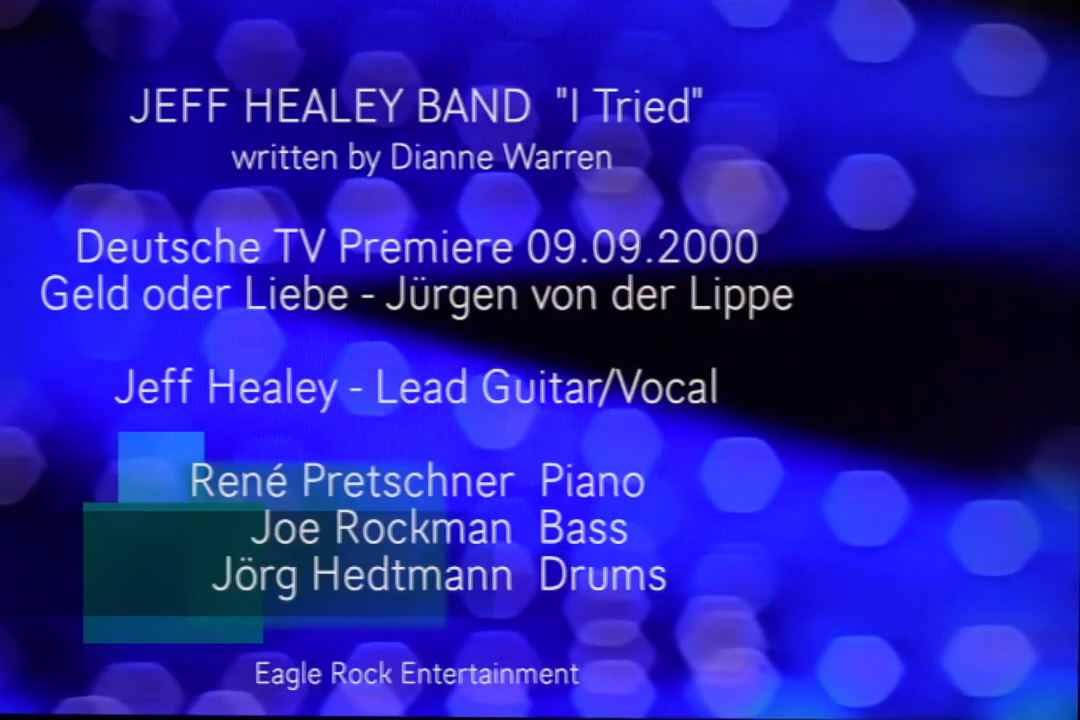 JEFF HEALEY BAND "I Tried"
written by Dianne Warren
Deutsche TV Premiere 09.09.2000
Geld oder Liebe - Jürgen von der Lippe
Jeff Healey - Lead Guitar/Vocal
René Pretschner Piano
Joe Rockman Bass
Jörg Hedtmann Drums
Eagle Rock Entertainment